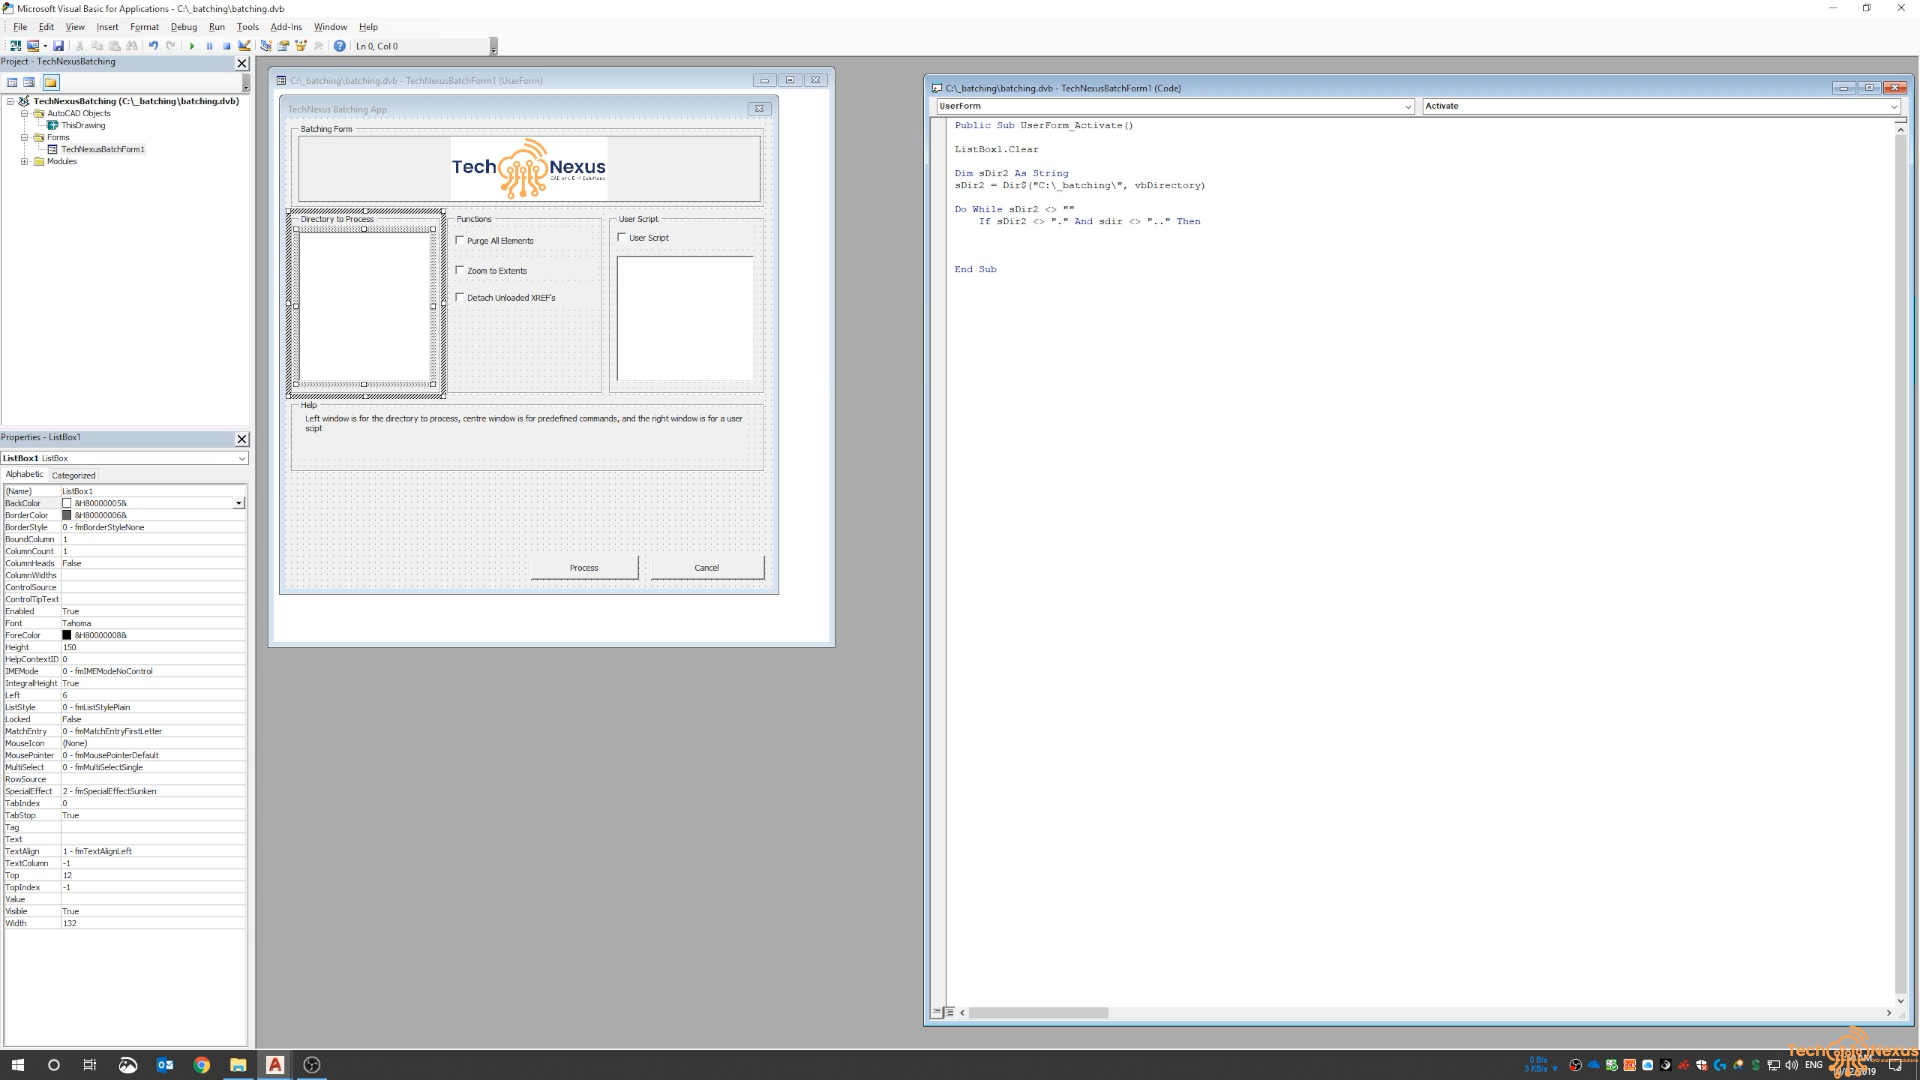 Microsoft Visual Basic for Applications - C:\_batching\batching.dvb
File Edit View Insert Format Debug Run Tools Add-Ins Window Help
Ln 0, Col 0
Project - TechNexusBatching
TechNexusBatching (C:\_batching\batching.dvb)
AutoCAD Objects
ThisDrawing
Forms
TechNexusBatchForm1
Modules
Properties - ListBox1
ListBox1 ListBox
Alphabetic Categorized
(Name) ListBox1
BackColor &H80000005&
BorderColor &H80000006&
BorderStyle 0 - fmBorderStyleNone
BoundColumn 1
ColumnCount 1
ColumnHeads False
ColumnWidths
ControlSource
ControlTipText
Enabled True
Font Tahoma
ForeColor &H80000008&
Height 150
HelpContextID 0
IMEMode 0 - fmIMEModeNoControl
IntegralHeight True
Left 6
ListStyle 0 - fmListStylePlain
Locked False
MatchEntry 0 - fmMatchEntryFirstLetter
MouseIcon (None)
MousePointer 0 - fmMousePointerDefault
MultiSelect 0 - fmMultiSelectSingle
RowSource
SpecialEffect 2 - fmSpecialEffectSunken
TabIndex 0
TabStop True
Tag
Text
TextAlign 1 - fmTextAlignLeft
TextColumn -1
Top 12
TopIndex -1
Value
Visible True
Width 132
C:\_batching\batching.dvb - TechNexusBatchForm1 (UserForm)
TechNexus Batching App
Batching Form
Tech Nexus
Directory to Process
Functions
Purge All Elements
Zoom to Extents
Detach Unloaded XREF's
User Script
User Script
Help
Left window is for the directory to process, centre window is for predefined commands, and the right window is for a user
scipt
Process Cancel
C:\_batching\batching.dvb - TechNexusBatchForm1 (Code)
UserForm Activate
Public Sub UserForm_Activate()
ListBox1.Clear
Dim sDir2 As String
sDir2 = Dir$("C:\_batching\", vbDirectory)
Do While sDir2 <> ""
If sDir2 <> "." And sdir <> ".." Then
End Sub
0 B/s
3 KB/s
ENG